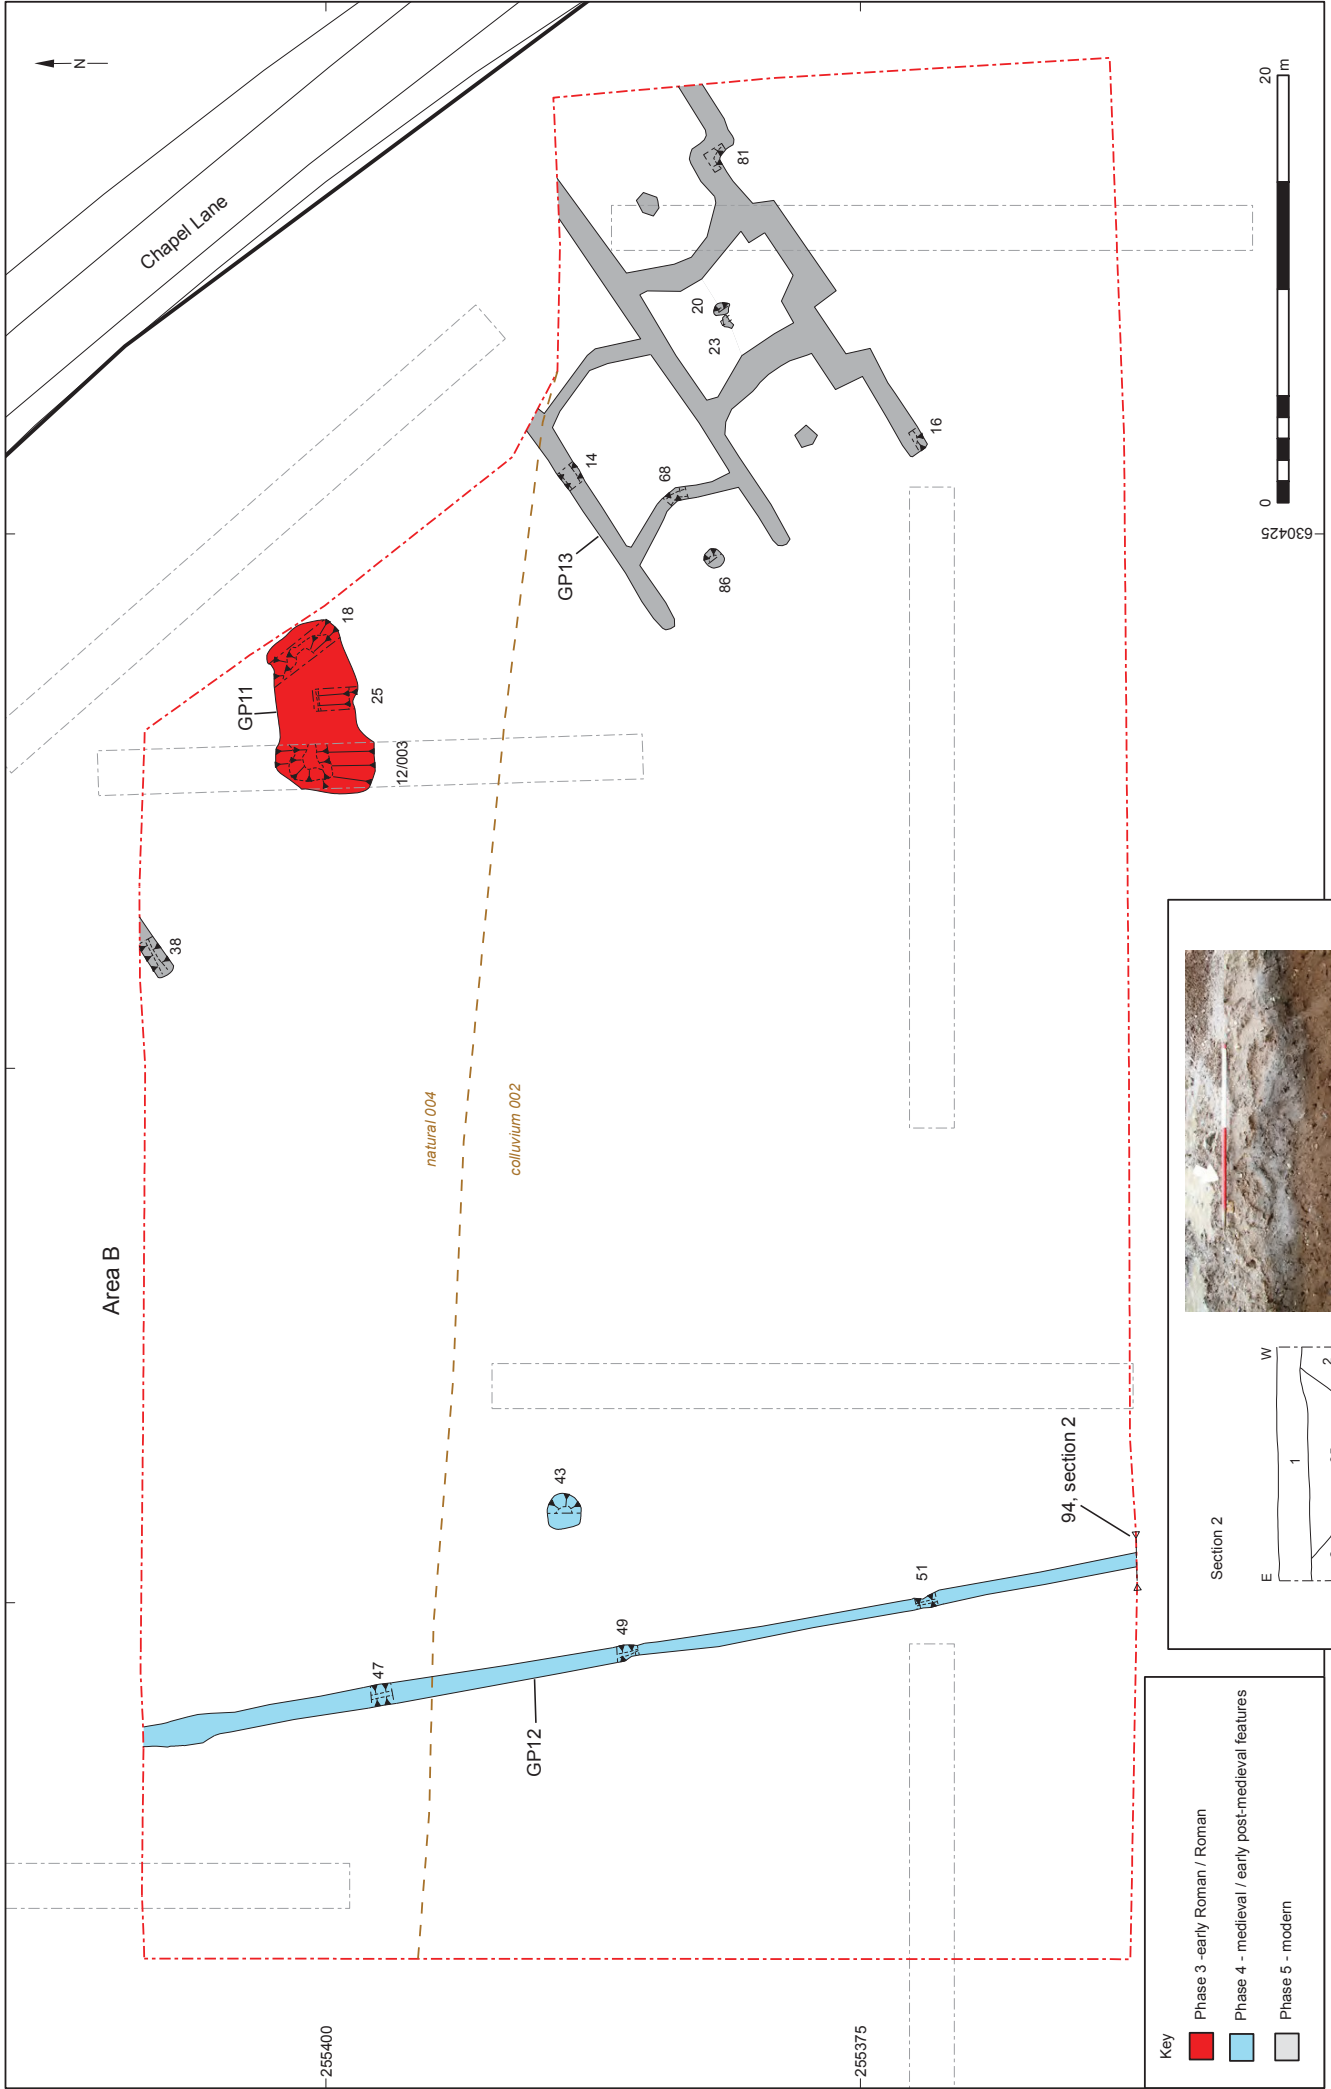 Area B
Chapel Lane
N
GP11
18
25
12/003
38
natural 004
colluvium 002
GP13
14
68
86
20
23
81
16
43
47
49
51
GP12
94, section 2
255400
255375
630425
0
20
m
Key
Phase 3 -early Roman / Roman
Phase 4 - medieval / early post-medieval features
Phase 5 - modern
Section 2
E
W
1
2